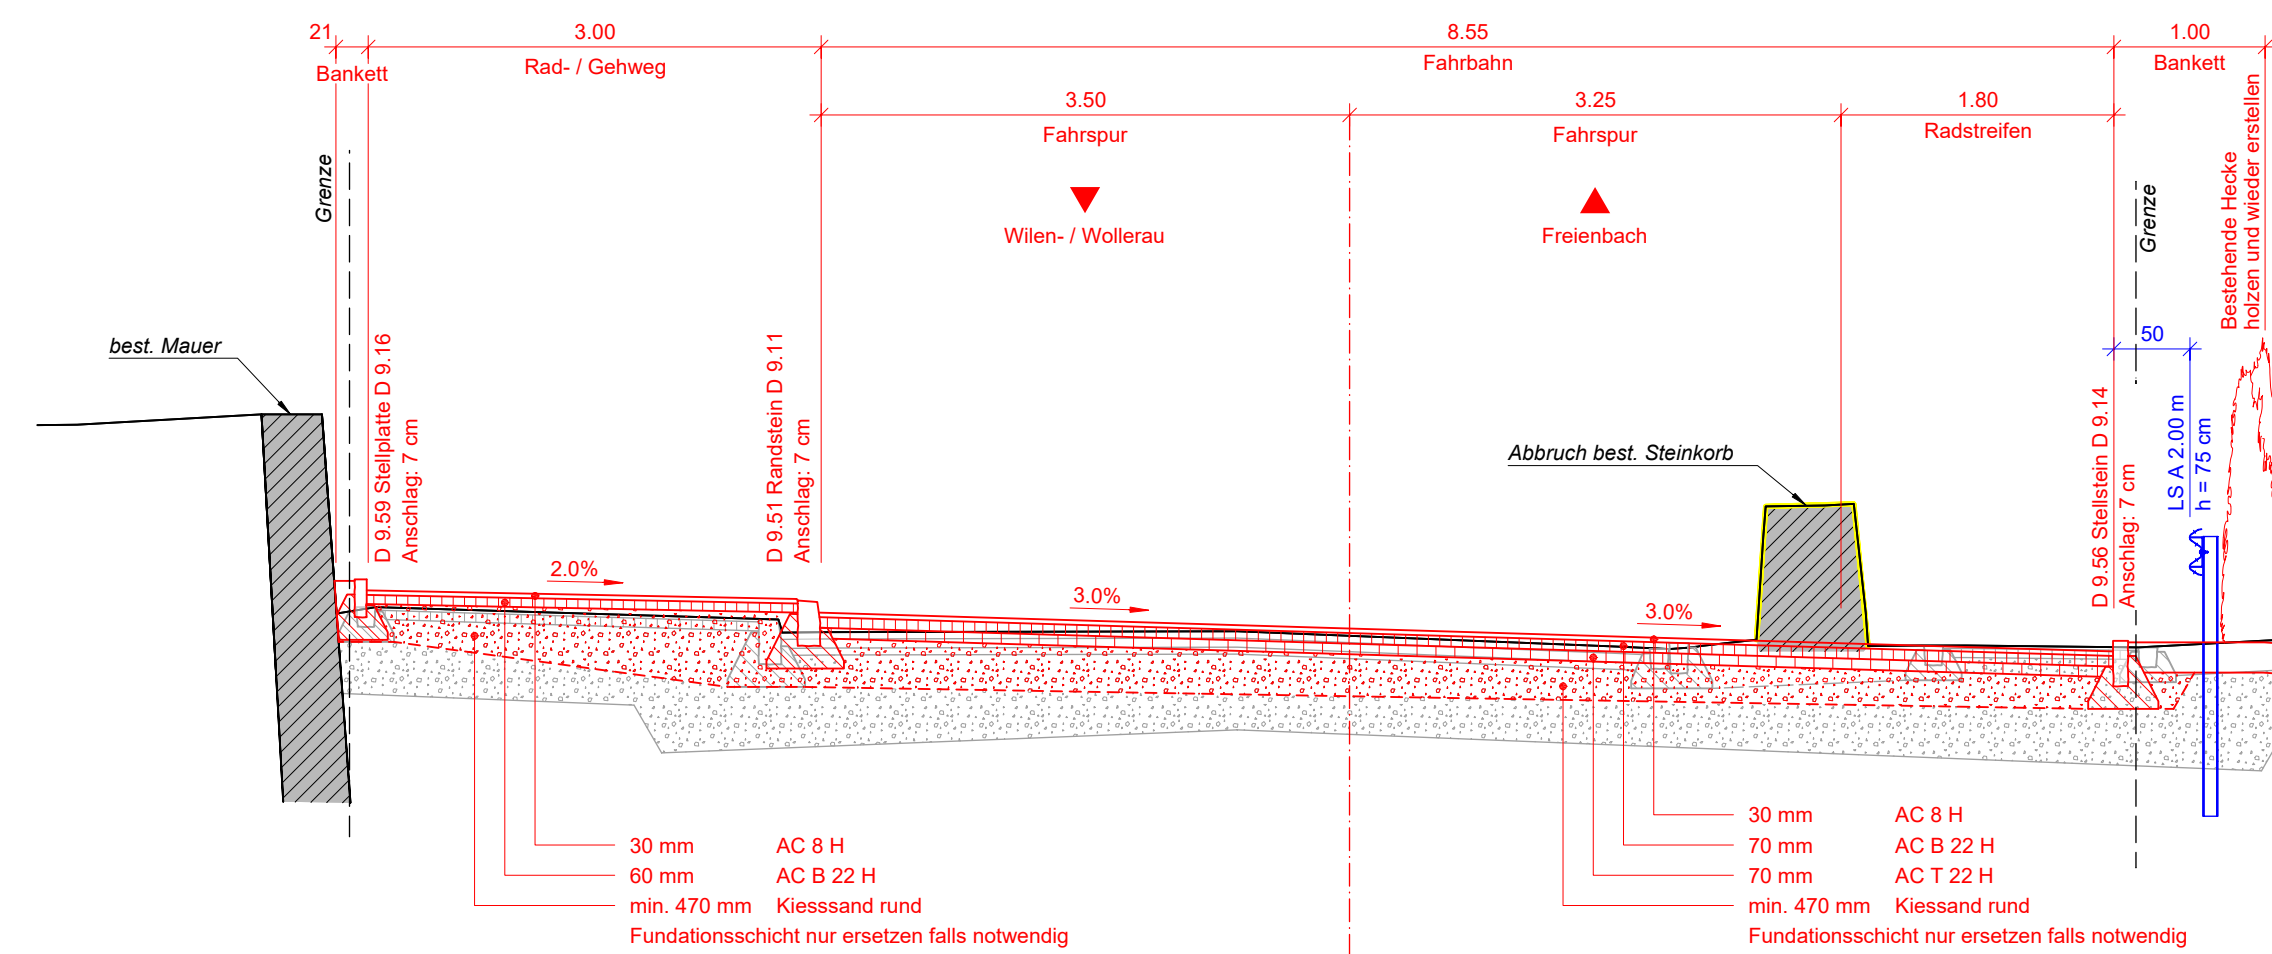 21
3.00
8.55
1.00
Bankett
Rad- / Gehweg
Fahrbahn
Bankett
3.50
3.25
1.80
Fahrspur
Fahrspur
Radstreifen
Grenze
Grenze
Wilen- / Wollerau
Freienbach
Bestehende Hecke
holzen und wieder erstellen
50
best. Mauer
D 9.59 Stellplatte D 9.16
Anschlag: 7 cm
D 9.51 Randstein D 9.11
Anschlag: 7 cm
Abbruch best. Steinkorb
D 9.56 Stellstein D 9.14
Anschlag: 7 cm
LS A 2.00 m
h = 75 cm
2.0%
3.0%
3.0%
30 mm AC 8 H
60 mm AC B 22 H
min. 470 mm Kiesssand rund
Fundationsschicht nur ersetzen falls notwendig
30 mm AC 8 H
70 mm AC B 22 H
70 mm AC T 22 H
min. 470 mm Kiessand rund
Fundationsschicht nur ersetzen falls notwendig